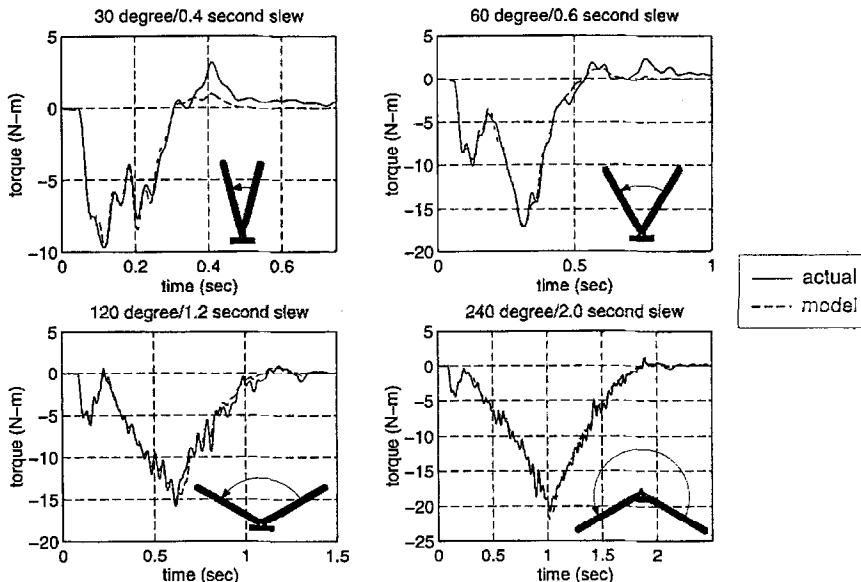 30 degree/0.4 second slew
5
0
−5
−10
torque (N−m)
0
0.2
0.4
0.6
time (sec)
60 degree/0.6 second slew
5
0
−5
−10
−15
−20
torque (N−m)
0
0.5
1
time (sec)
actual
model
120 degree/1.2 second slew
5
0
−5
−10
−15
−20
torque (N−m)
0
0.5
1
1.5
time (sec)
240 degree/2.0 second slew
5
0
−5
−10
−15
−20
−25
torque (N−m)
0
1
2
time (sec)